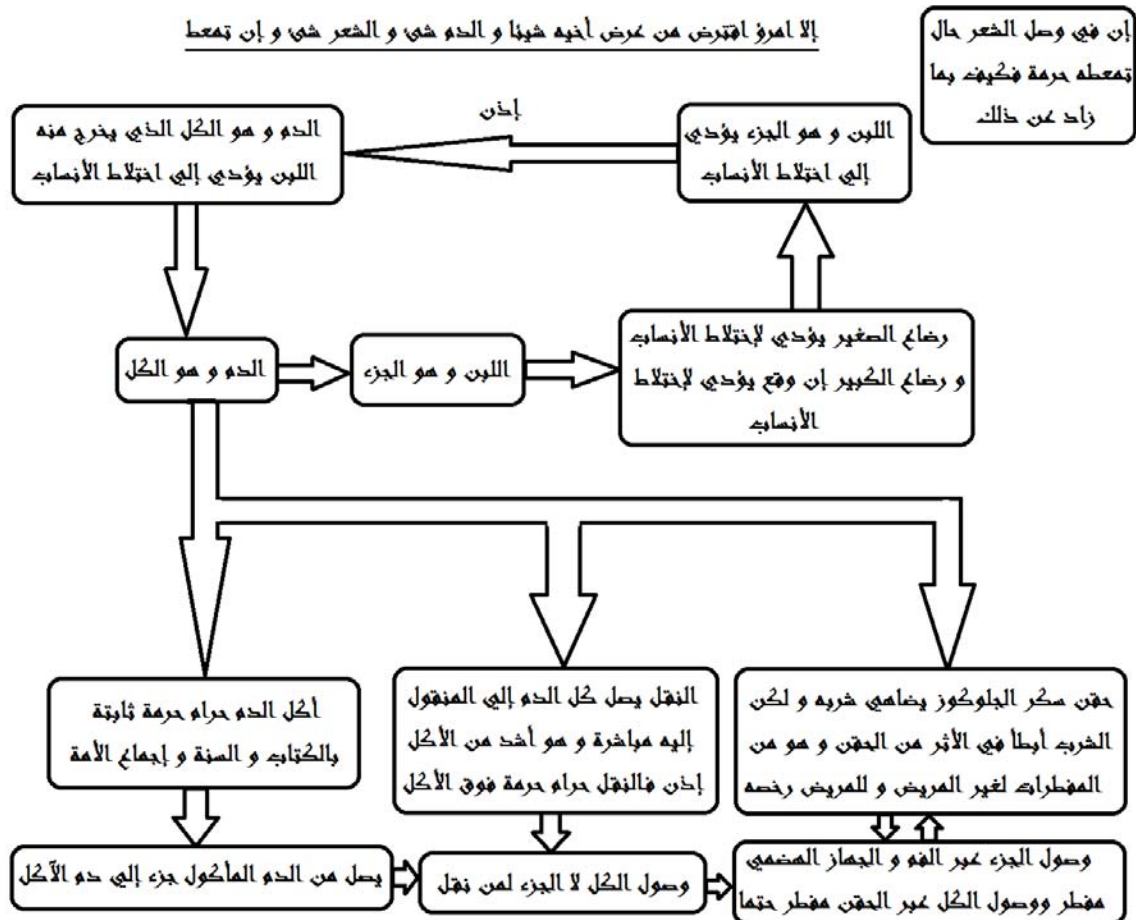 إلا امرؤ اقترض من عرض أخيه شيئا و الدم شئ و الشعر شئ و إن تمعط
إن في وصل الشعر حال
تمعطه حرمة فكيف بما
زاد عن ذلك
إذن
اللبن و هو الجزء يؤدي
إلي اختلاط الأنساب
الدم و هو الكل الذي يخرج منه
اللبن يؤدي إلي اختلاط الأنساب
رضاع الصغير يؤدي لإختلاط الأنساب
و رضاع الكبير إن وقع يؤدي لإختلاط
الأنساب
اللبن و هو الجزء
الدم و هو الكل
حقن سكر الجلوكوز يضاهي شربه و لكن
الشرب أبطأ في الأثر من الحقن و هو من
المفطرات لغير المريض و للمريض رخصه
النقل يصل كل الدم إلي المنقول
إليه مباشرة و هو أشد من الأكل
إذن فالنقل حرام حرمة فوق الأكل
أكل الدم حرام حرمة ثابتة
بالكتاب و السنة و إجماع الأمة
يصل من الدم المأكول جزء إلي دم الآكل
وصول الكل لا الجزء لمن نقل
وصول الجزء عبر الفم و الجهاز الهضمي
مفطر ووصول الكل عبر الحقن مفطر حتما